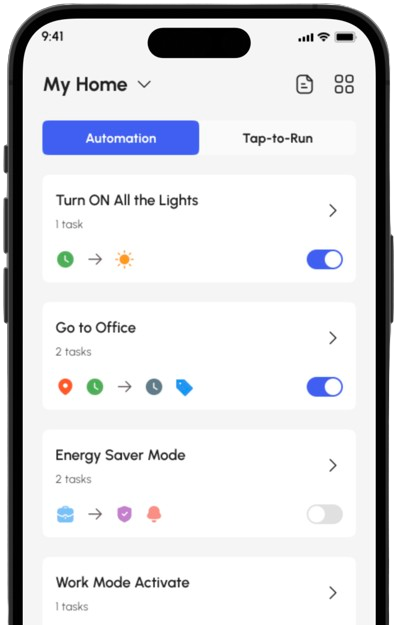 9:41
My Home
Automation Tap-to-Run
Turn ON All the Lights
1 task
Go to Office
2 tasks
Energy Saver Mode
2 tasks
Work Mode Activate
1 tasks